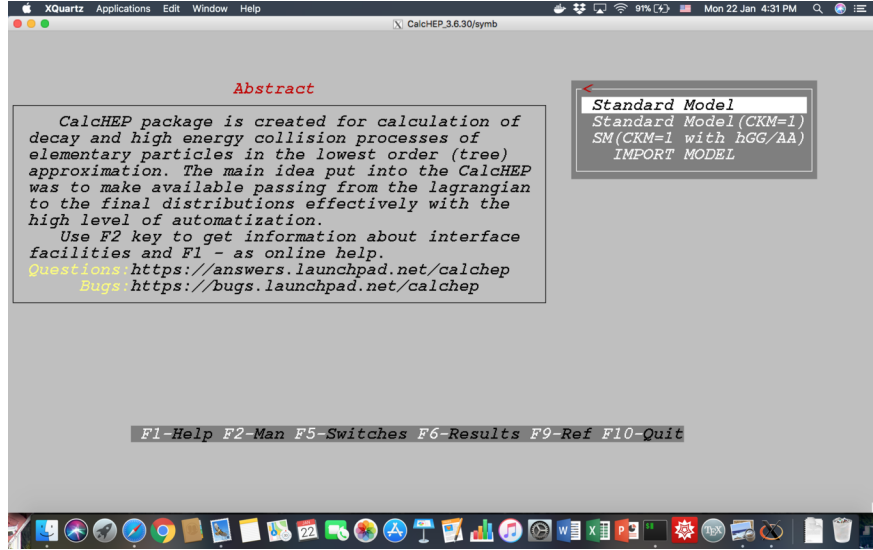 XQuartz Applications Edit Window Help 91% Mon 22 Jan 4:31 PM
CalcHEP_3.6.30/symb
Abstract
CalcHEP package is created for calculation of
decay and high energy collision processes of
elementary particles in the lowest order (tree)
approximation. The main idea put into the CalcHEP
was to make available passing from the lagrangian
to the final distributions effectively with the
high level of automatization.
Use F2 key to get information about interface
facilities and F1 - as online help.
Questions:https://answers.launchpad.net/calchep
Bugs:https://bugs.launchpad.net/calchep
<
Standard Model
Standard Model(CKM=1)
SM(CKM=1 with hGG/AA)
IMPORT MODEL
F1-Help F2-Man F5-Switches F6-Results F9-Ref F10-Quit
22